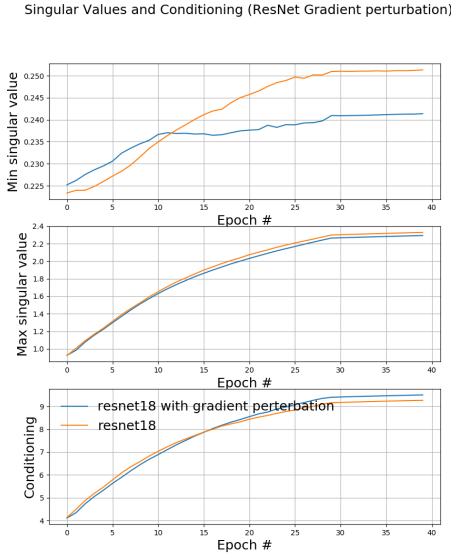 Singular Values and Conditioning (ResNet Gradient perturbation)
Min singular value
0.250
0.245
0.240
0.235
0.230
0.225
0 5 10 15 20 25 30 35 40
Epoch #
Max singular value
2.4
2.2
2.0
1.8
1.6
1.4
1.2
1.0
0 5 10 15 20 25 30 35 40
Epoch #
Conditioning
9
8
7
6
5
4
resnet18 with gradient perterbation
resnet18
0 5 10 15 20 25 30 35 40
Epoch #